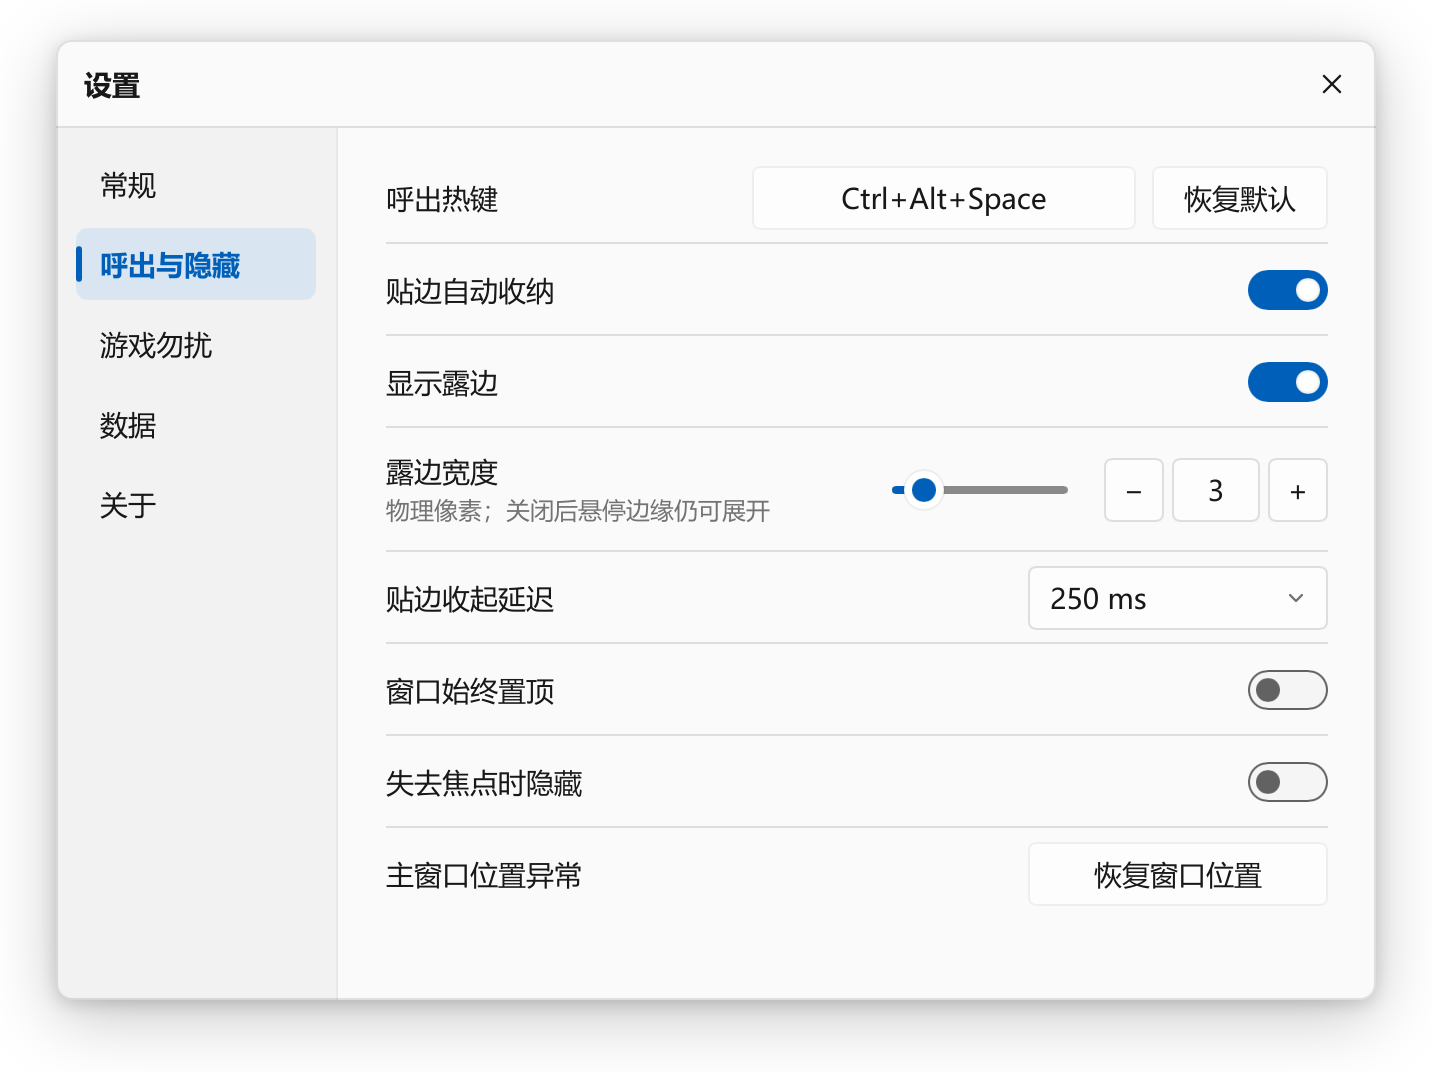 设置
常规
呼出与隐藏
游戏勿扰
数据
关于
呼出热键
Ctrl+Alt+Space
恢复默认
贴边自动收纳
显示露边
露边宽度
物理像素；关闭后悬停边缘仍可展开
− 3 +
贴边收起延迟
250 ms
窗口始终置顶
失去焦点时隐藏
主窗口位置异常
恢复窗口位置